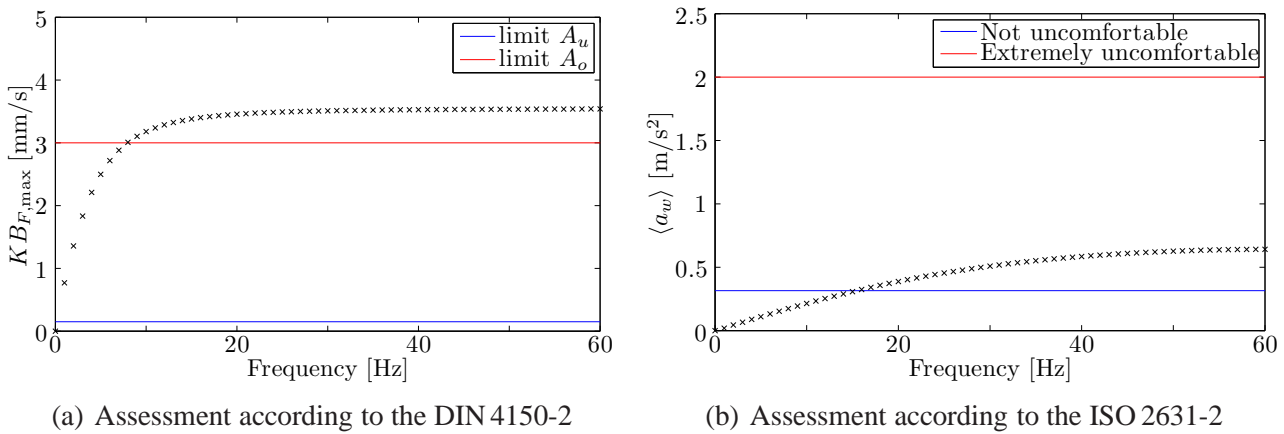 5
4
3
2
1
0
0 20 40 60
KB_{F,max} [mm/s]
Frequency [Hz]
limit A_u
limit A_o
(a) Assessment according to the DIN 4150-2
2.5
2
1.5
1
0.5
0
0 20 40 60
⟨a_w⟩ [m/s²]
Frequency [Hz]
Not uncomfortable
Extremely uncomfortable
(b) Assessment according to the ISO 2631-2